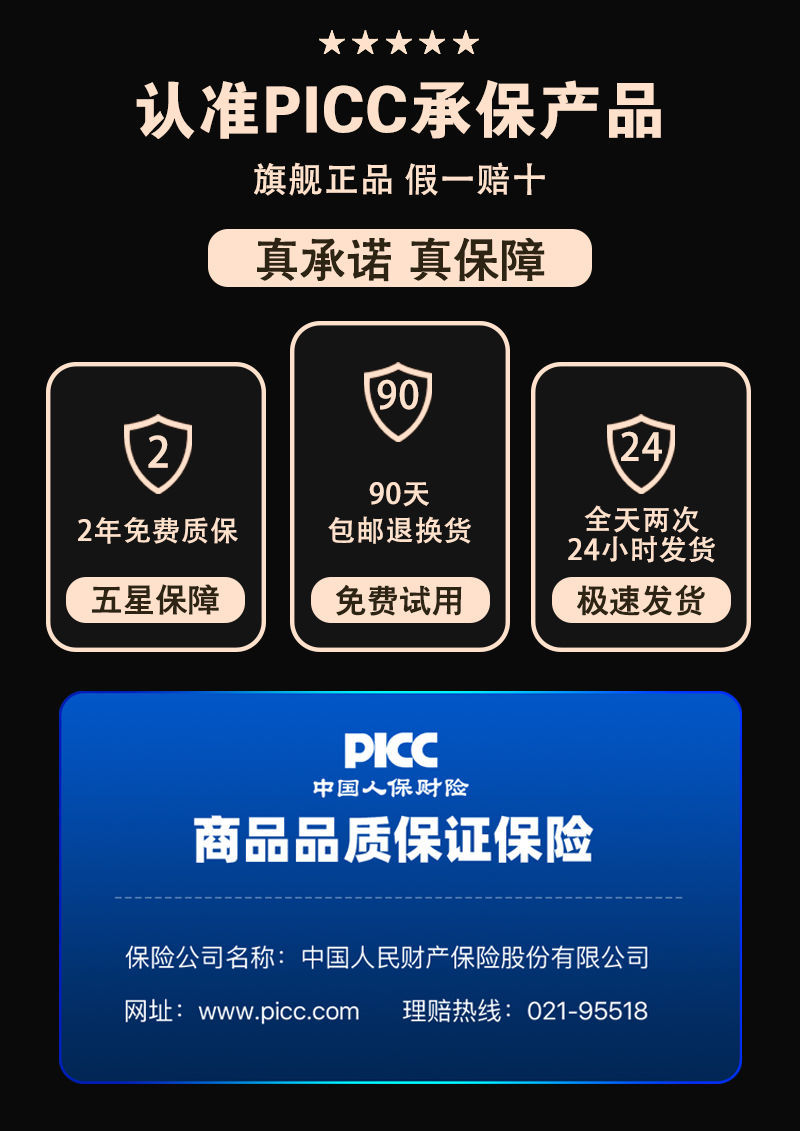 认准PICC承保产品
旗舰正品 假一赔十
真承诺 真保障
2
2年免费质保
五星保障
90
90天
包邮退换货
免费试用
24
全天两次
24小时发货
极速发货
PICC
中国人保财险
商品品质保证保险
保险公司名称：中国人民财产保险股份有限公司
网址：www.picc.com 理赔热线：021-95518